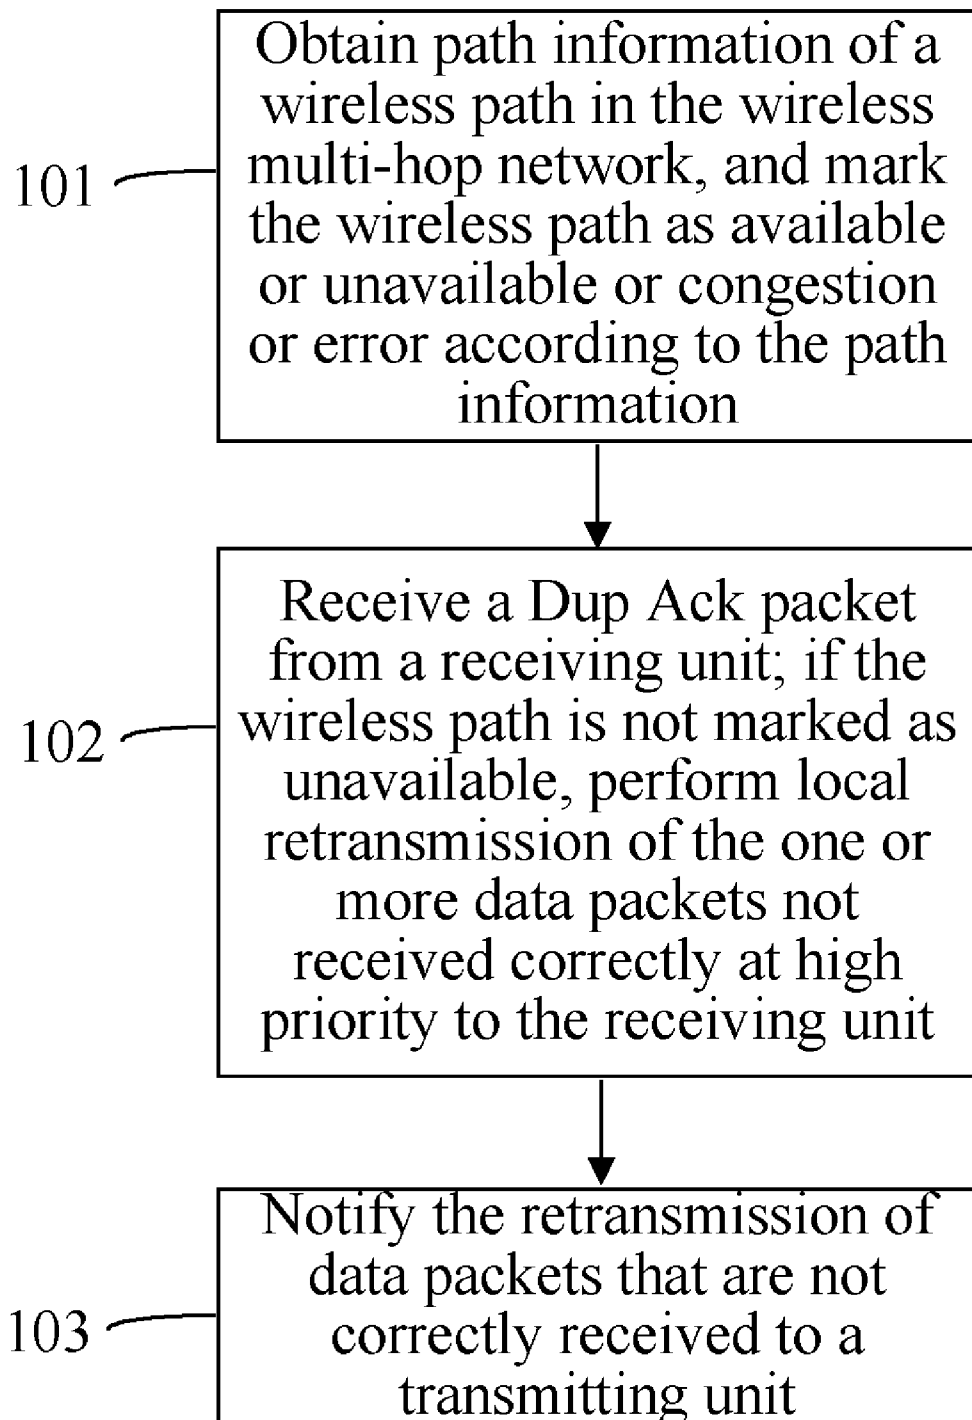 101
Obtain path information of a
wireless path in the wireless
multi-hop network, and mark
the wireless path as available
or unavailable or congestion
or error according to the path
information
102
Receive a Dup Ack packet
from a receiving unit; if the
wireless path is not marked as
unavailable, perform local
retransmission of the one or
more data packets not
received correctly at high
priority to the receiving unit
103
Notify the retransmission of
data packets that are not
correctly received to a
transmitting unit